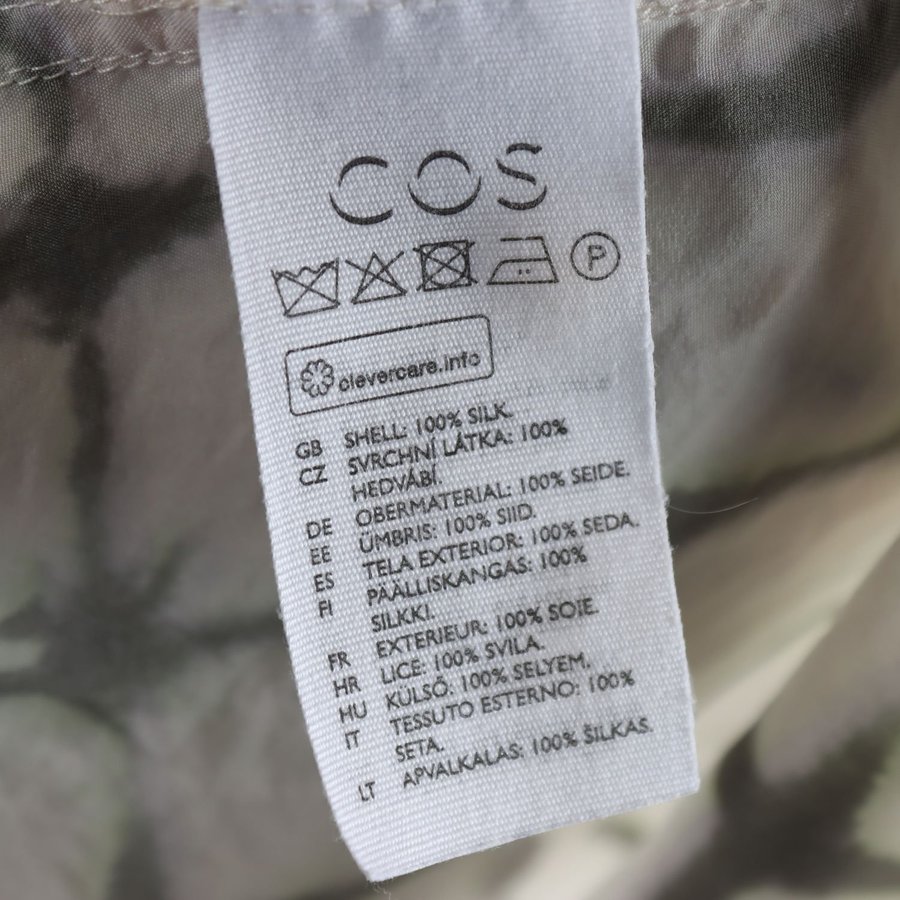 COS
P
clevercare.info
GB SHELL: 100% SILK.
CZ SVRCHNÍ LÁTKA: 100%
HEDVÁBÍ.
DE OBERMATERIAL: 100% SEIDE.
EE ÜMBRIS: 100% SIID.
ES TELA EXTERIOR: 100% SEDA.
FI PÄÄLLISKANGAS: 100%
SILKKI.
FR EXTERIEUR: 100% SOIE.
HR LICE: 100% SVILA.
HU KÜLSŐ: 100% SELYEM.
IT TESSUTO ESTERNO: 100%
SETA.
LT APVALKALAS: 100% ŠILKAS.